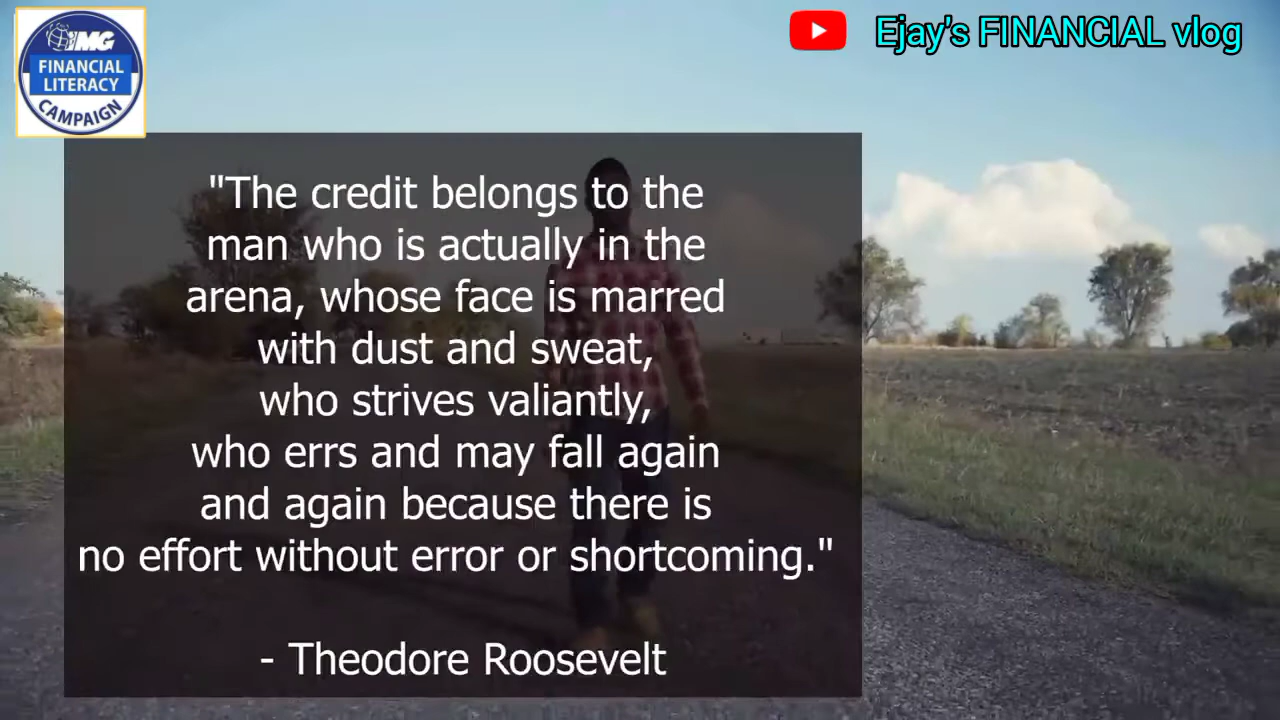 IMG
FINANCIAL
LITERACY
CAMPAIGN
Ejay's FINANCIAL vlog
"The credit belongs to the
man who is actually in the
arena, whose face is marred
with dust and sweat,
who strives valiantly,
who errs and may fall again
and again because there is
no effort without error or shortcoming."
- Theodore Roosevelt